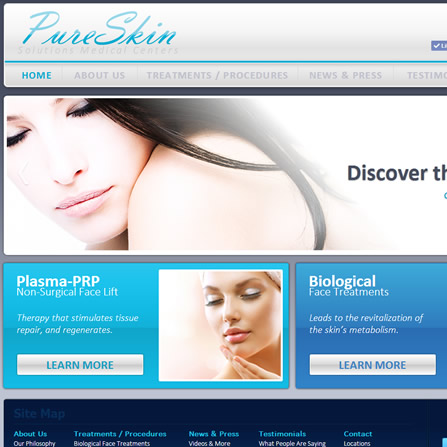 PureSkin
Solutions Medical Centers
HOME ABOUT US TREATMENTS / PROCEDURES NEWS & PRESS
Discover
Plasma-PRP
Non-Surgical Face Lift
Therapy that stimulates tissue
repair, and regenerates.
LEARN MORE
Biological
Face Treatments
Leads to the revitalization of
the skin's metabolism.
LEARN MORE
Site Map
About Us Treatments / Procedures News & Press Testimonials Contact
Our Philosophy Biological Face Treatments Videos & More What People Are Saying Locations